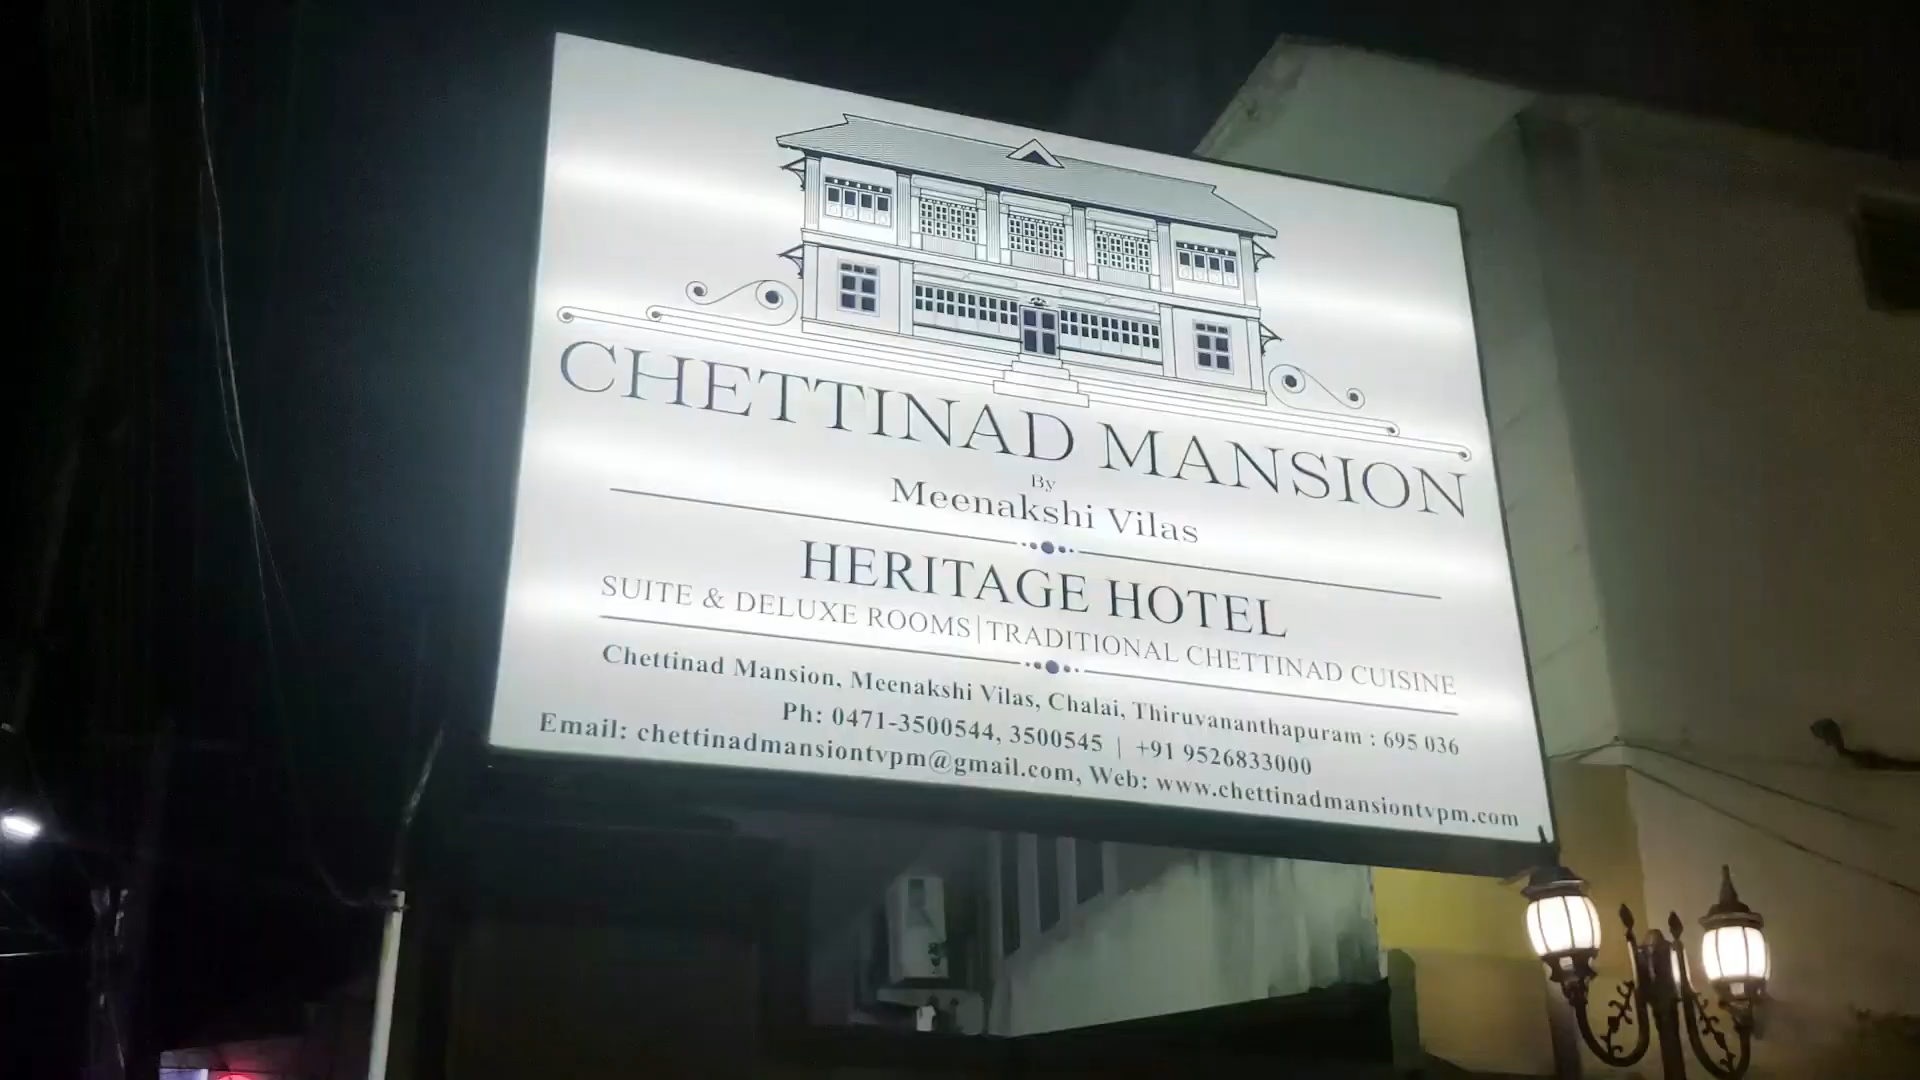 CHETTINAD MANSION
By
Meenakshi Vilas
HERITAGE HOTEL
SUITE & DELUXE ROOMS|TRADITIONAL CHETTINAD CUISINE
Chettinad Mansion, Meenakshi Vilas, Chalai, Thiruvananthapuram : 695 036
Ph: 0471-3500544, 3500545 | +91 9526833000
Email: chettinadmansiontvpm@gmail.com, Web: www.chettinadmansiontvpm.com